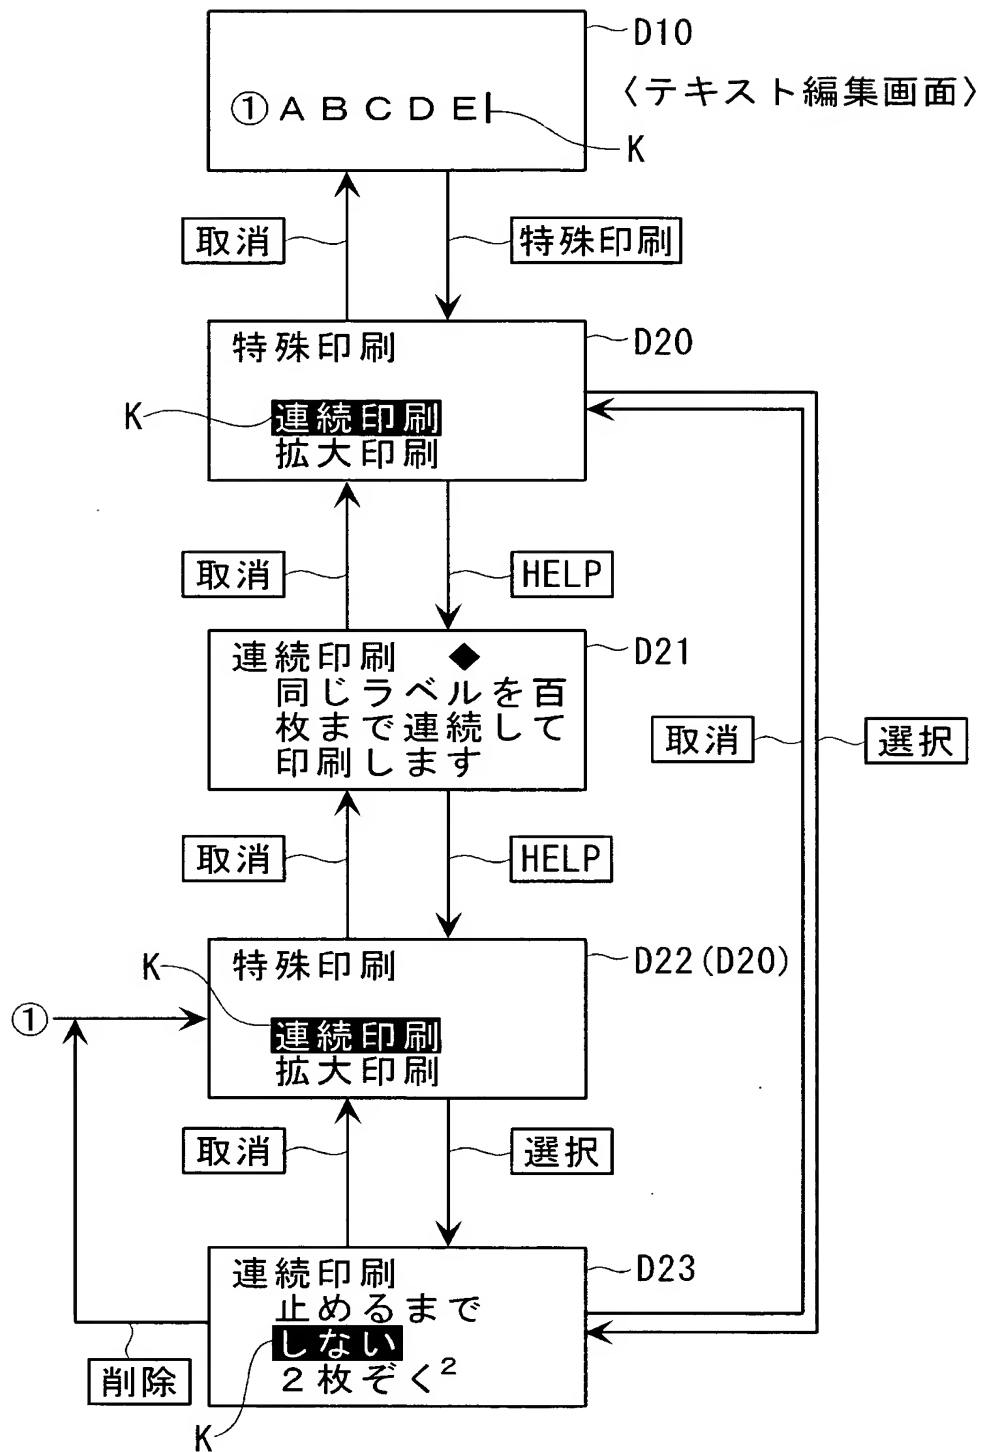 D10
〈テキスト編集画面〉
①ABCDE
K
取消
特殊印刷
特殊印刷
D20
K
連続印刷
拡大印刷
取消
HELP
連続印刷 ◆
D21
同じラベルを百
枚まで連続して
印刷します
取消
選択
取消
HELP
特殊印刷
D22(D20)
K
①
連続印刷
拡大印刷
取消
選択
連続印刷
D23
止めるまで
しない
2枚ぞく²
削除
K